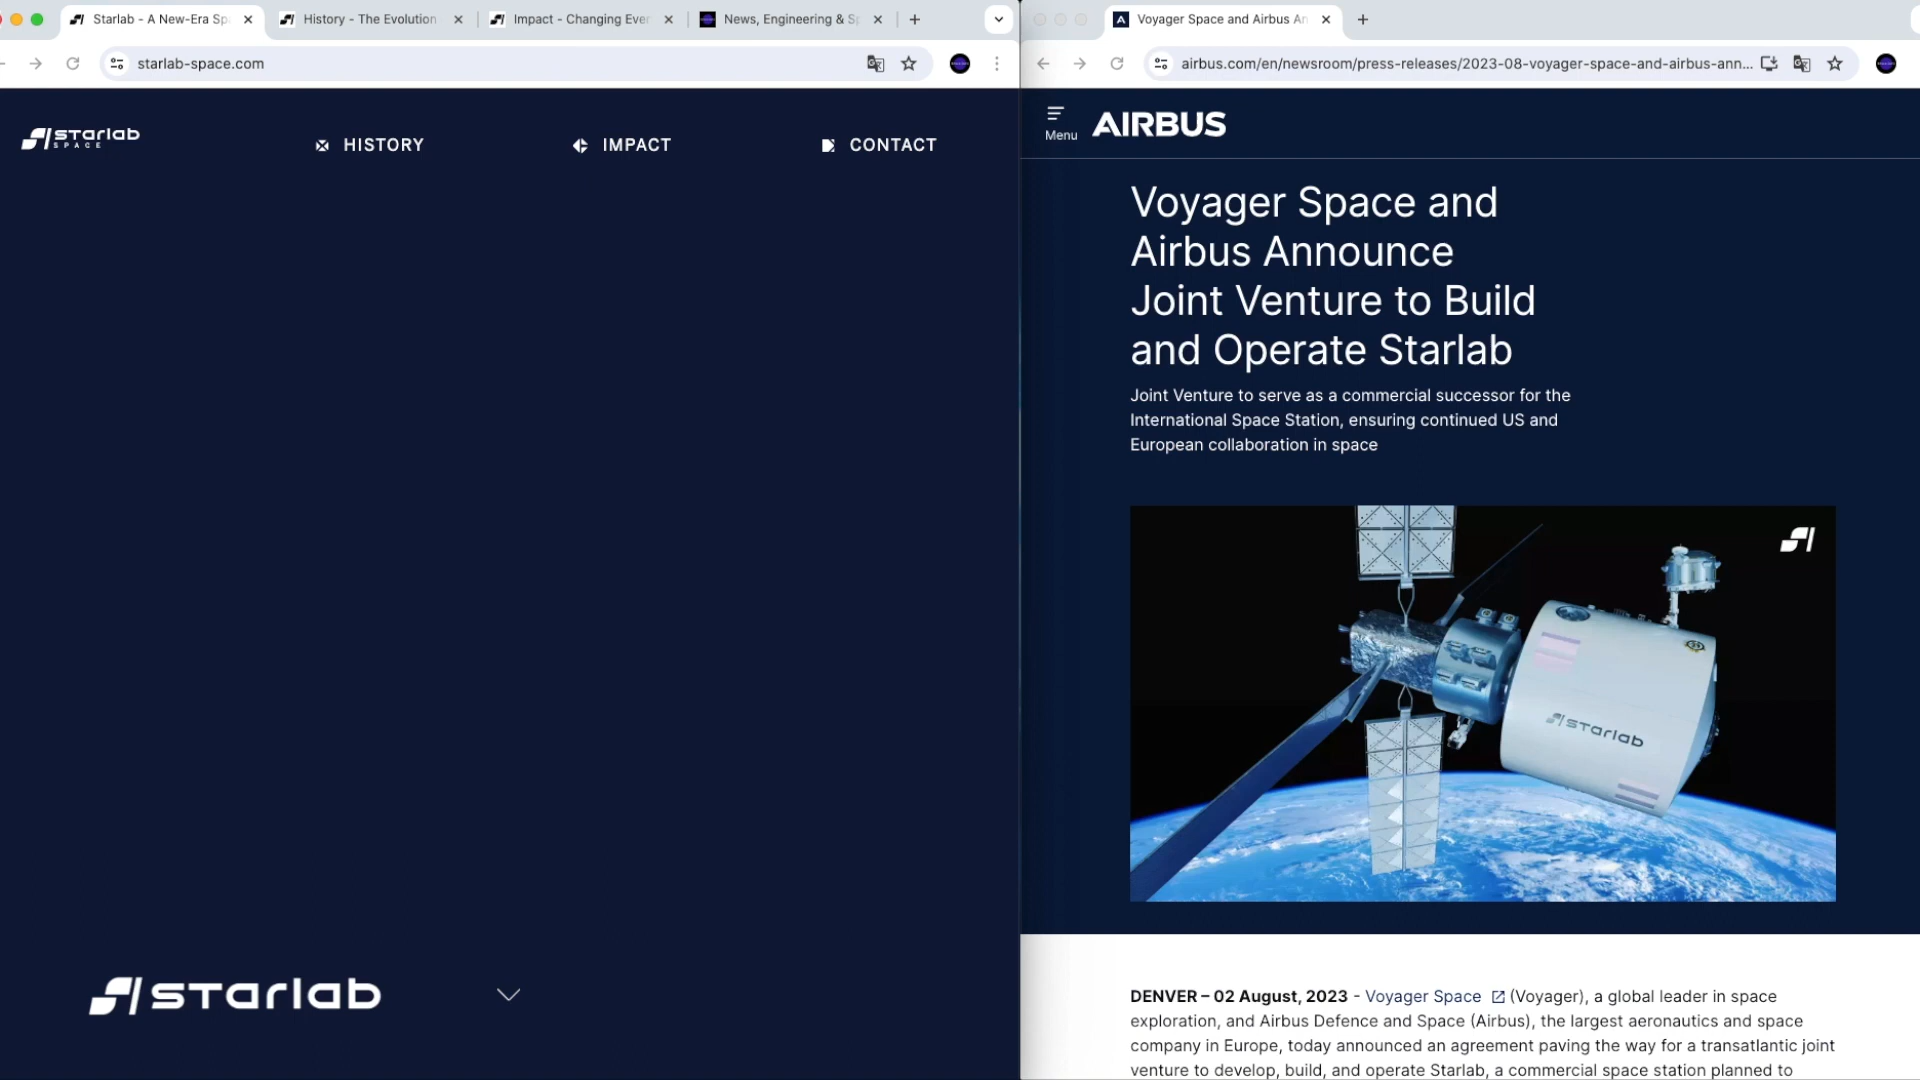 Starlab - A New-Era Sp
History - The Evolution
Impact - Changing Ever
News, Engineering & Sp
starlab-space.com
starlab
SPACE
HISTORY
IMPACT
CONTACT
starlab
Voyager Space and Airbus An
airbus.com/en/newsroom/press-releases/2023-08-voyager-space-and-airbus-ann...
Menu
AIRBUS
Voyager Space and
Airbus Announce
Joint Venture to Build
and Operate Starlab
Joint Venture to serve as a commercial successor for the
International Space Station, ensuring continued US and
European collaboration in space
starlab
DENVER – 02 August, 2023 - Voyager Space (Voyager), a global leader in space
exploration, and Airbus Defence and Space (Airbus), the largest aeronautics and space
company in Europe, today announced an agreement paving the way for a transatlantic joint
venture to develop, build, and operate Starlab, a commercial space station planned to